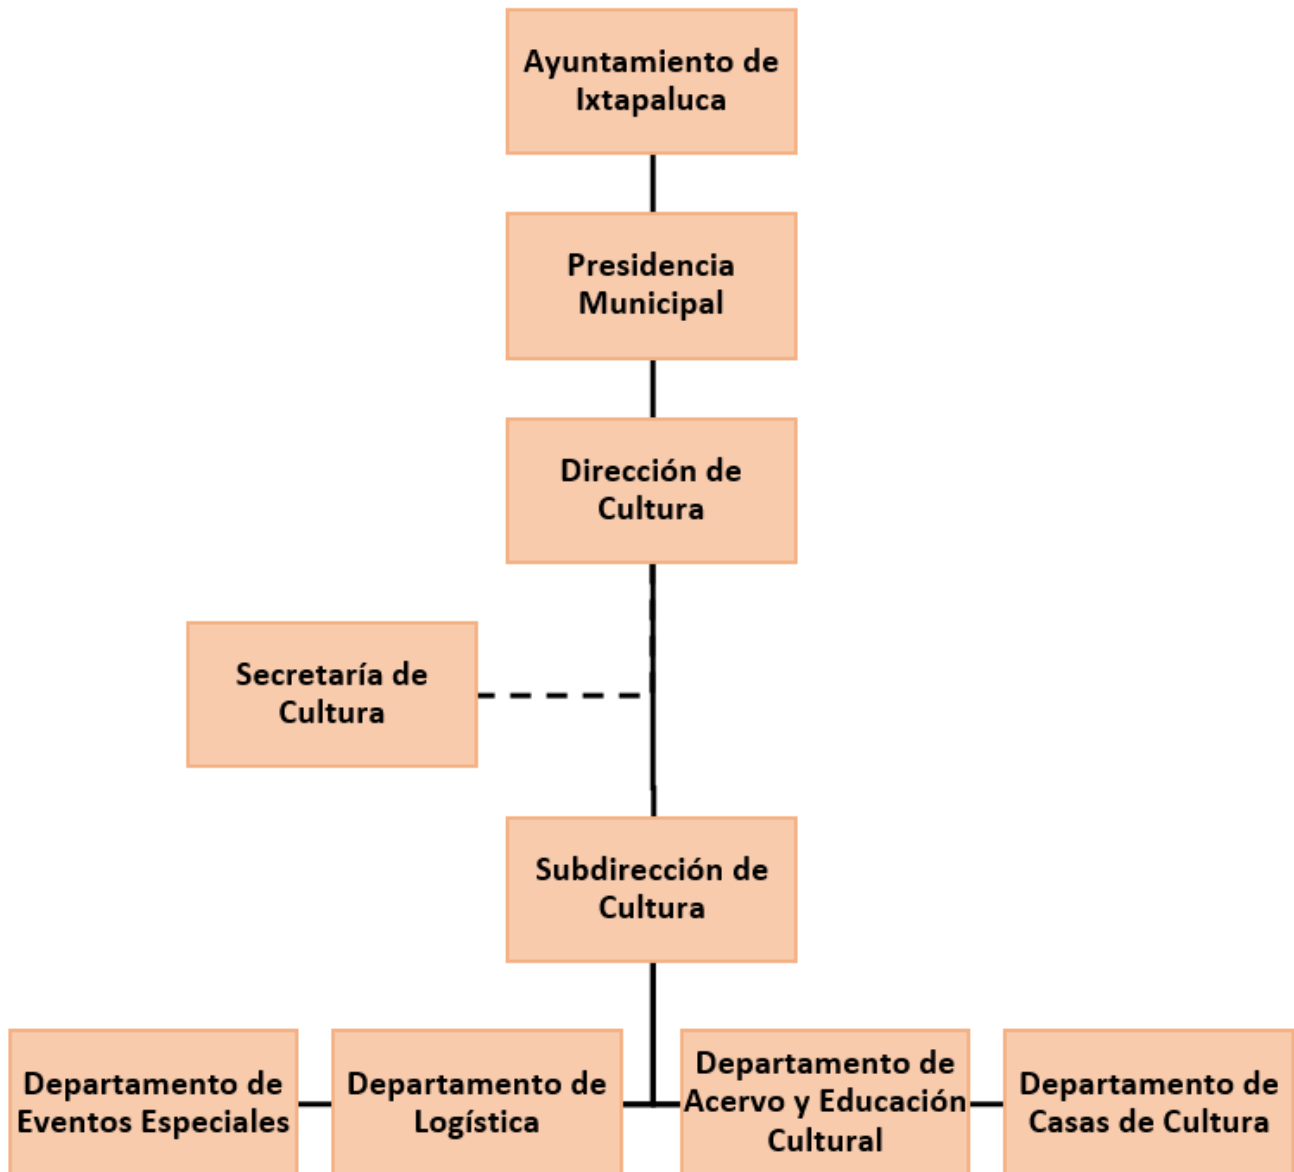 Ayuntamiento de
Ixtapaluca
Presidencia
Municipal
Dirección de
Cultura
Secretaría de
Cultura
Subdirección de
Cultura
Departamento de
Eventos Especiales
Departamento de
Logística
Departamento de
Acervo y Educación
Cultural
Departamento de
Casas de Cultura